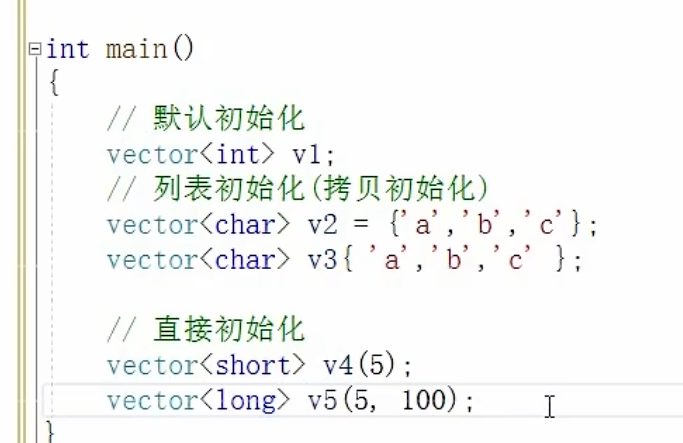 int main()
{
// 默认初始化
vector<int> v1;
// 列表初始化(拷贝初始化)
vector<char> v2 = {'a','b','c'};
vector<char> v3{ 'a','b','c' };
// 直接初始化
vector<short> v4(5);
vector<long> v5(5, 100);
}